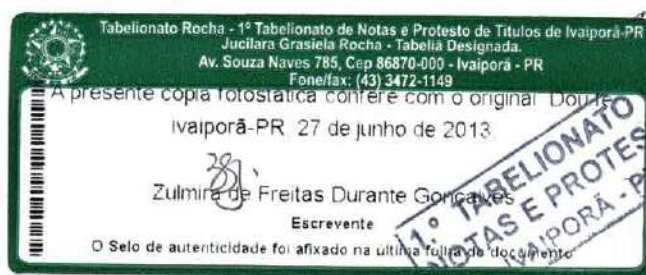 Tabelionato Rocha - 1º Tabelionato de Notas e Protesto de Títulos de Ivaiporã-PR
Jucilara Grasiela Rocha - Tabeliã Designada.
Av. Souza Naves 785, Cep 86870-000 - Ivaiporã - PR
Fone/fax: (43) 3472-1149
A presente cópia fotostática confere com o original Dou fé
Ivaiporã-PR 27 de junho de 2013
Zulmira de Freitas Durante Gonçalves
Escrevente
O Selo de autenticidade foi afixado na última folha do documento
1.º TABELIONATO
NOTAS E PROTES
IVAIPORÃ - P